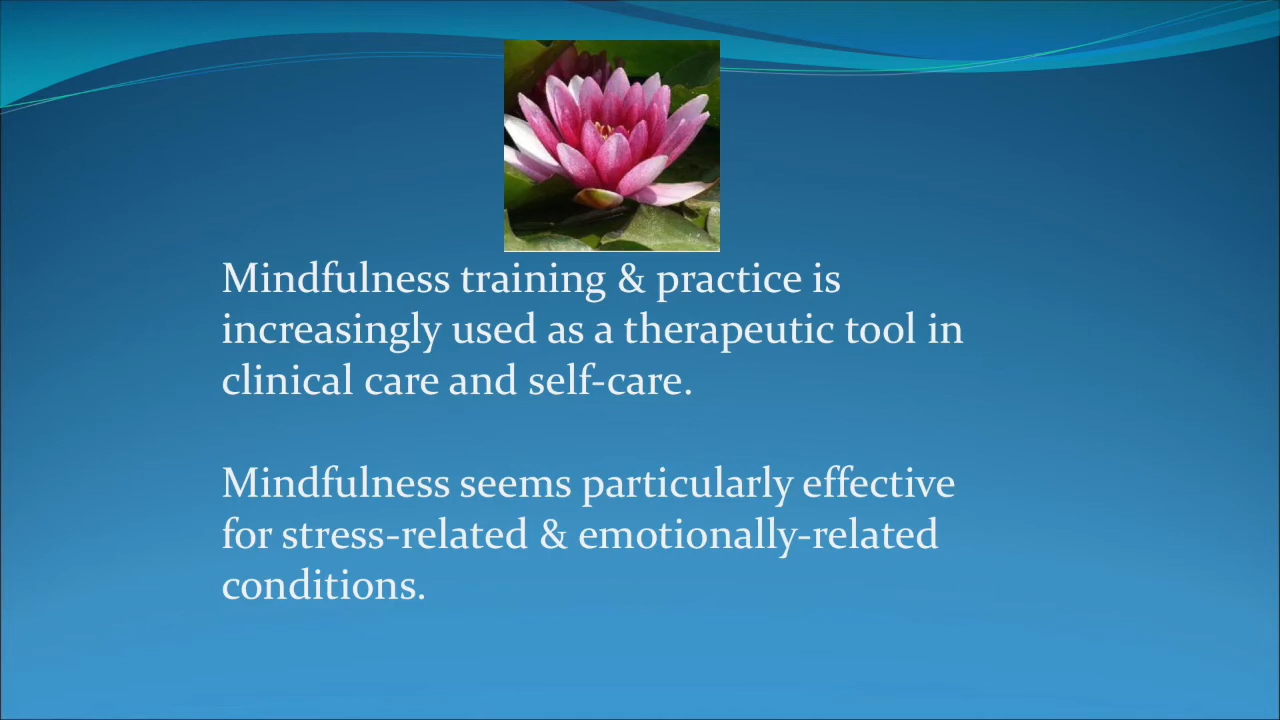 Mindfulness training & practice is
increasingly used as a therapeutic tool in
clinical care and self-care.
Mindfulness seems particularly effective
for stress-related & emotionally-related
conditions.